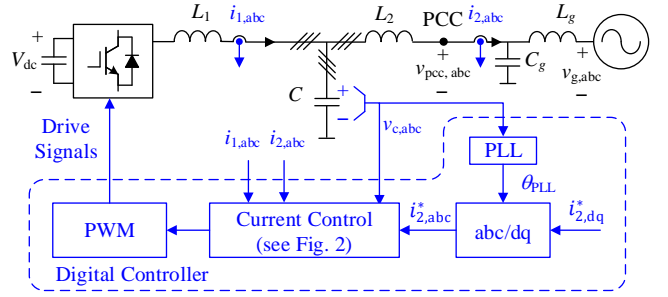 L1 i1,abc L2 PCC i2,abc Lg
+ Vdc −
C + − vc,abc
+ vpcc, abc −
Cg + vg,abc −
Drive
Signals
i1,abc i2,abc
PLL
θPLL
PWM
Current Control
(see Fig. 2)
i*2,abc
abc/dq
i*2,dq
Digital Controller